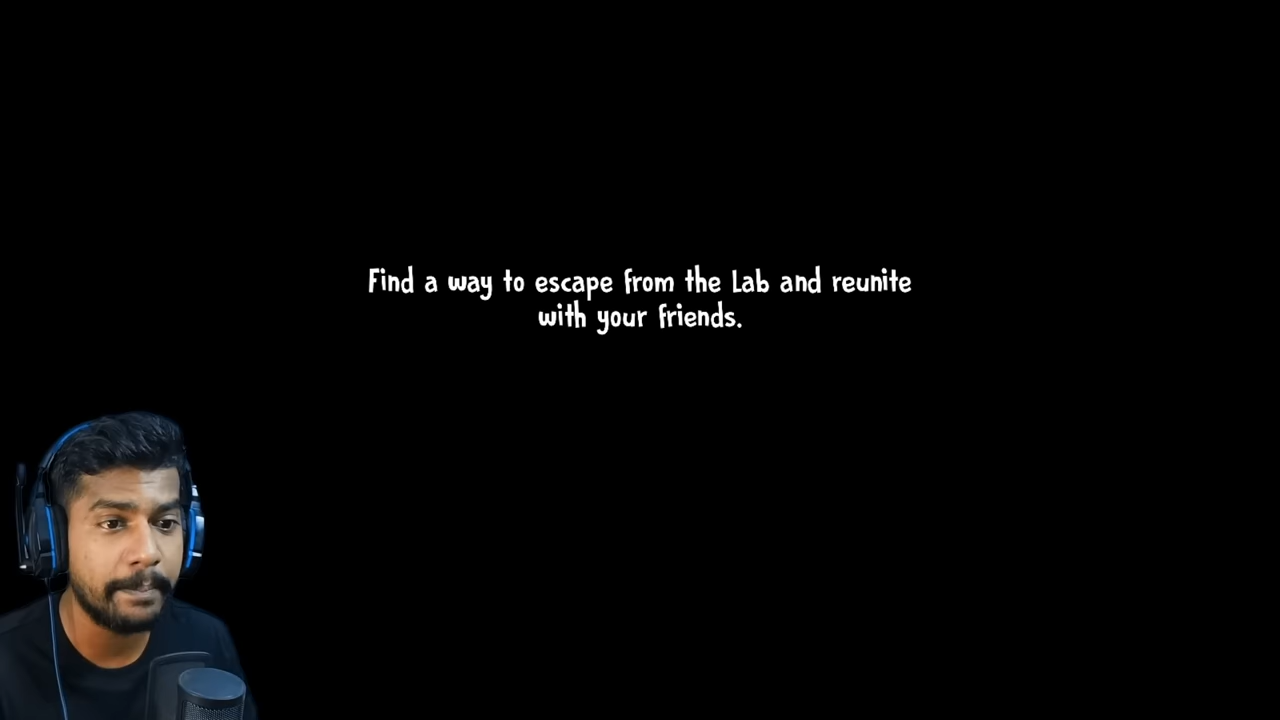 Find a way to escape from the Lab and reunite
with your friends.